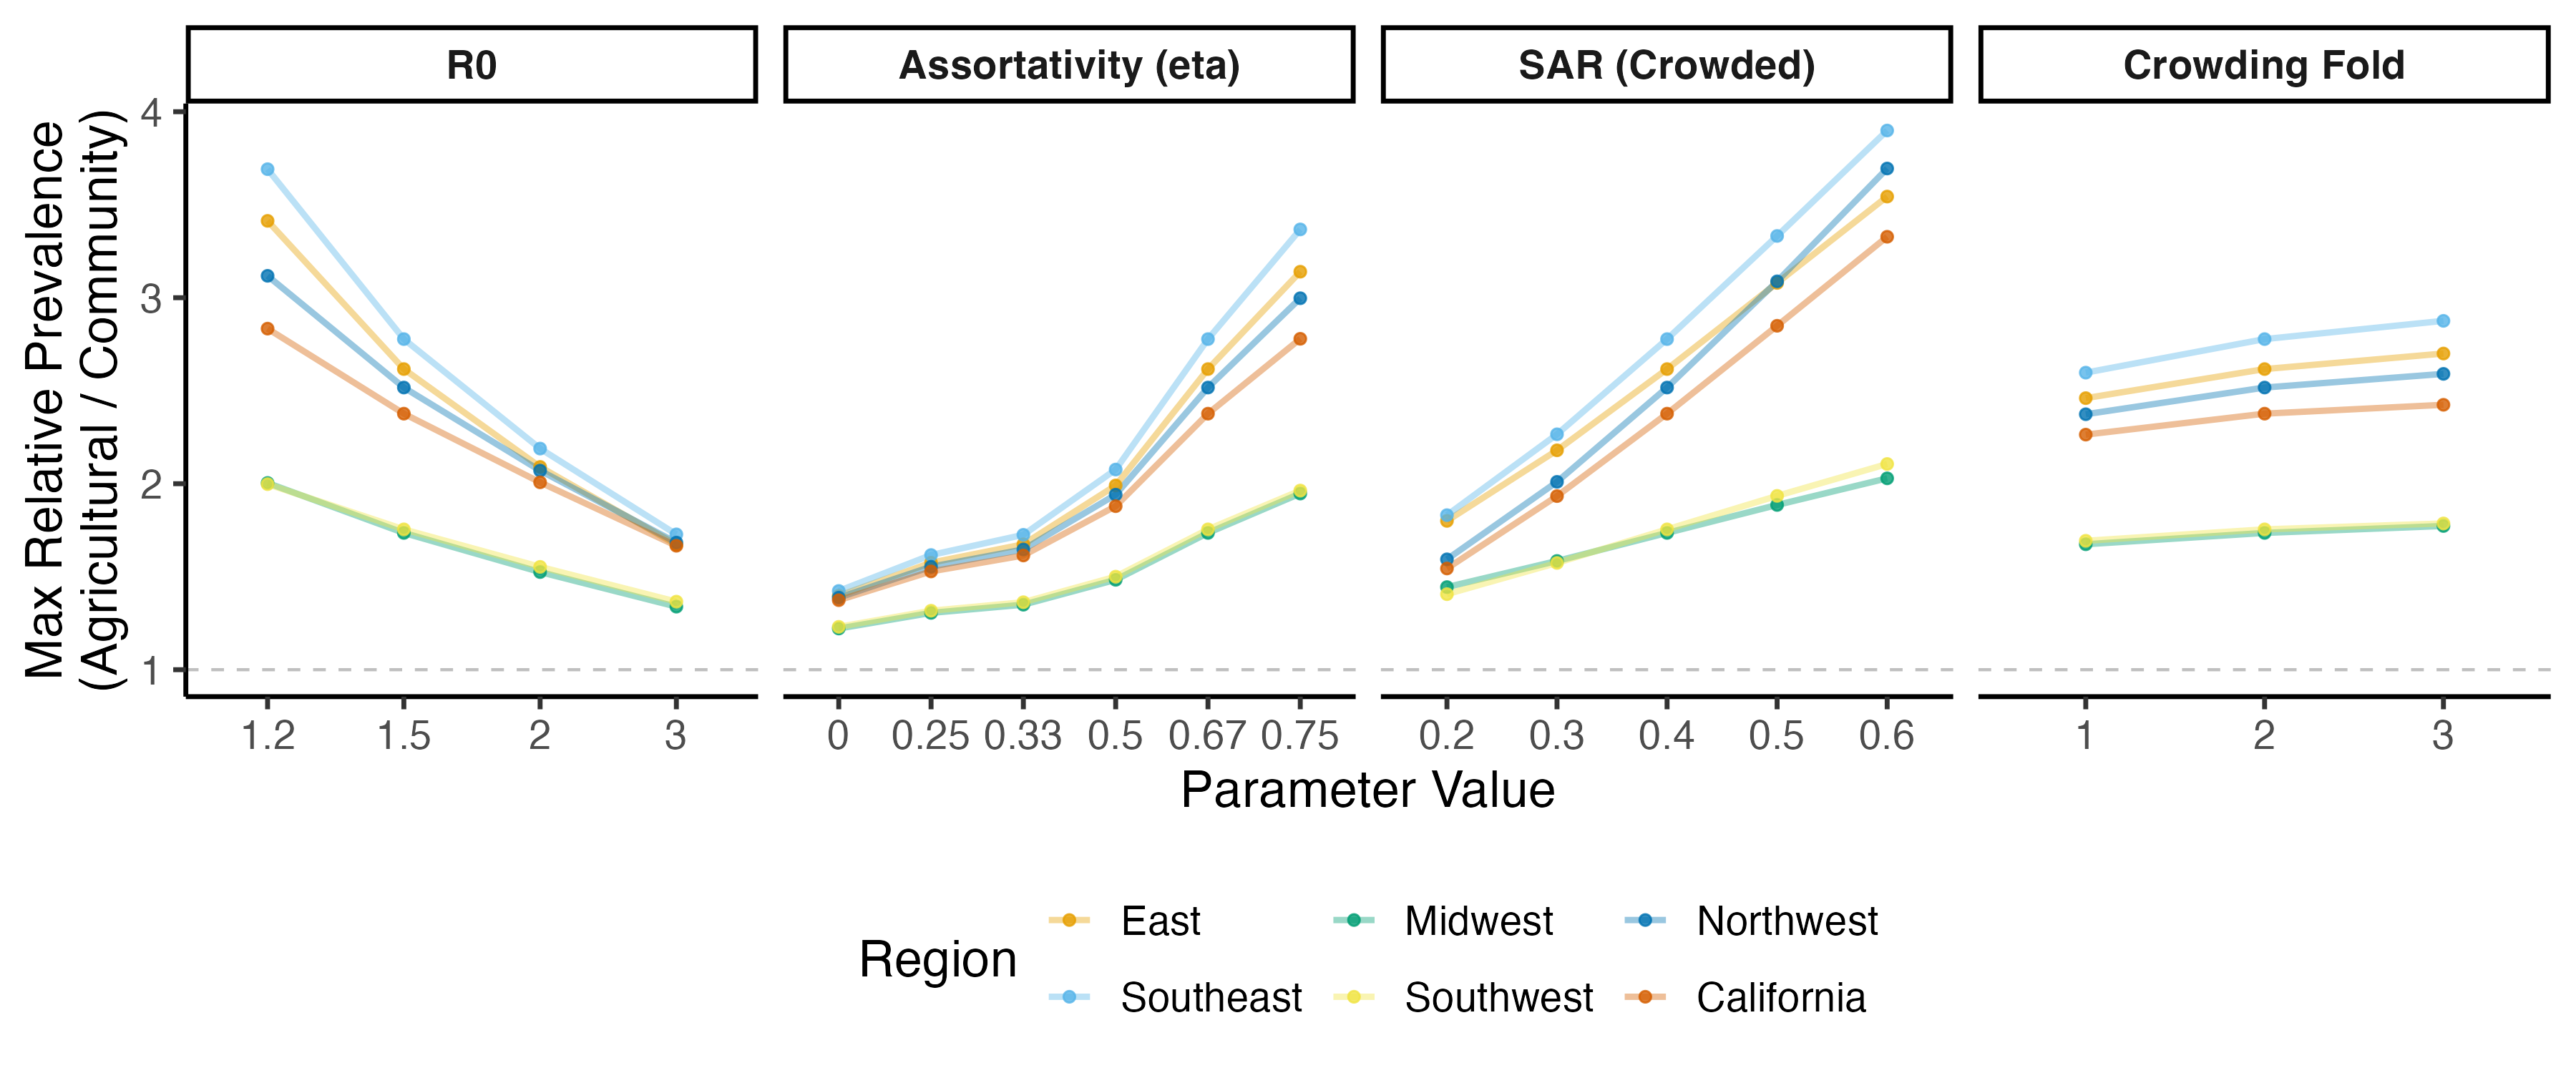 R0
Assortativity (eta)
SAR (Crowded)
Crowding Fold
Max Relative Prevalence
(Agricultural / Community)
4
3
2
1
1.2 1.5 2 3
0 0.25 0.33 0.5 0.67 0.75
0.2 0.3 0.4 0.5 0.6
1 2 3
Parameter Value
Region
East
Midwest
Northwest
Southeast
Southwest
California